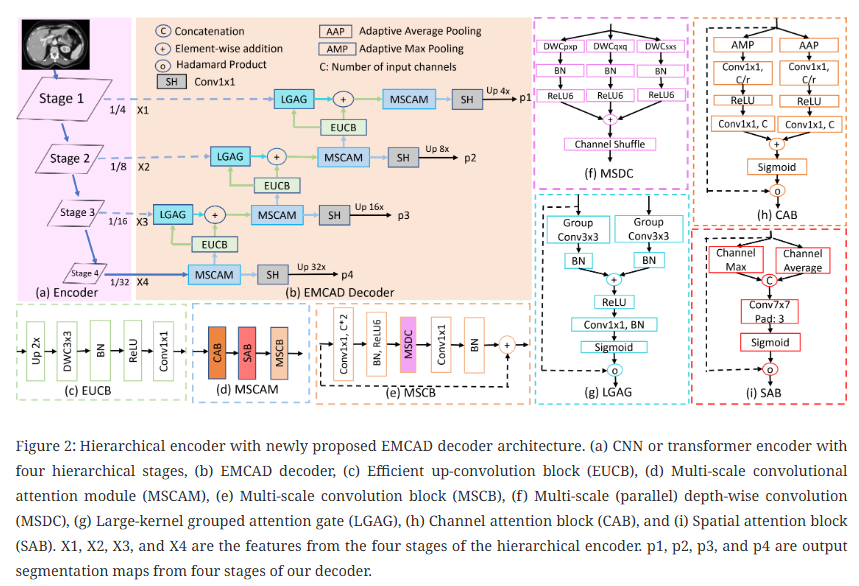 C Concatenation
+ Element-wise addition
o Hadamard Product
SH Conv1x1
AAP Adaptive Average Pooling
AMP Adaptive Max Pooling
C: Number of input channels
Stage 1
1/4 X1
LGAG
+
MSCAM
SH
Up 4x
p1
EUCB
Stage 2
1/8 X2
LGAG
+
MSCAM
SH
Up 8x
p2
EUCB
Stage 3
1/16 X3
LGAG
+
MSCAM
SH
Up 16x
p3
EUCB
Stage 4
1/32 X4
MSCAM
SH
Up 32x
p4
(a) Encoder
(b) EMCAD Decoder
Up 2x
DWC3x3
BN
ReLU
Conv1x1
(c) EUCB
CAB
SAB
MSCB
(d) MSCAM
Conv1x1, C*2
BN, ReLU6
MSDC
Conv1x1
BN
+
(e) MSCB
DWCpxp DWCqxq DWCsxs
BN BN BN
ReLU6 ReLU6 ReLU6
+
Channel Shuffle
(f) MSDC
Group Conv3x3
Group Conv3x3
BN BN
+
ReLU
Conv1x1, BN
Sigmoid
o
(g) LGAG
AMP AAP
Conv1x1, C/r
Conv1x1, C/r
ReLU ReLU
Conv1x1, C Conv1x1, C
+
Sigmoid
o
(h) CAB
Channel Max
Channel Average
C
Conv7x7
Pad: 3
Sigmoid
o
(i) SAB
Figure 2: Hierarchical encoder with newly proposed EMCAD decoder architecture. (a) CNN or transformer encoder with
four hierarchical stages, (b) EMCAD decoder, (c) Efficient up-convolution block (EUCB), (d) Multi-scale convolutional
attention module (MSCAM), (e) Multi-scale convolution block (MSCB), (f) Multi-scale (parallel) depth-wise convolution
(MSDC), (g) Large-kernel grouped attention gate (LGAG), (h) Channel attention block (CAB), and (i) Spatial attention block
(SAB). X1, X2, X3, and X4 are the features from the four stages of the hierarchical encoder. p1, p2, p3, and p4 are output
segmentation maps from four stages of our decoder.